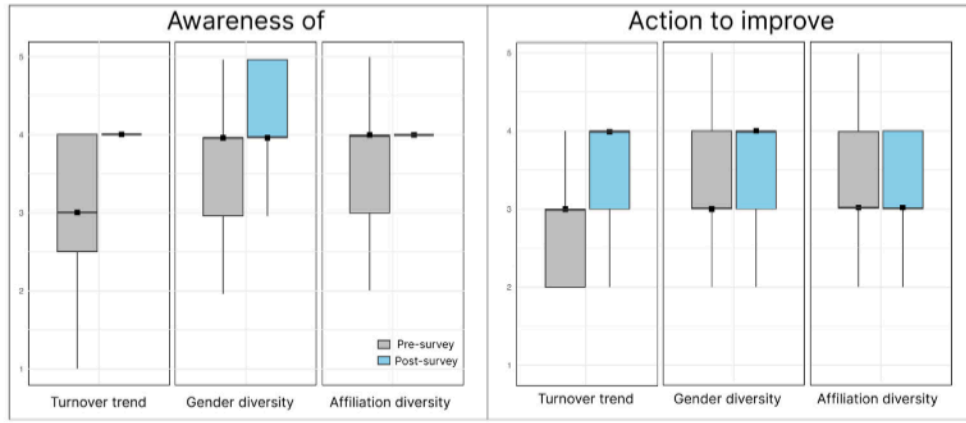 Awareness of
5
4
3
2
1
Pre-survey
Post-survey
Turnover trend
Gender diversity
Affiliation diversity
Action to improve
5
4
3
2
1
Turnover trend
Gender diversity
Affiliation diversity